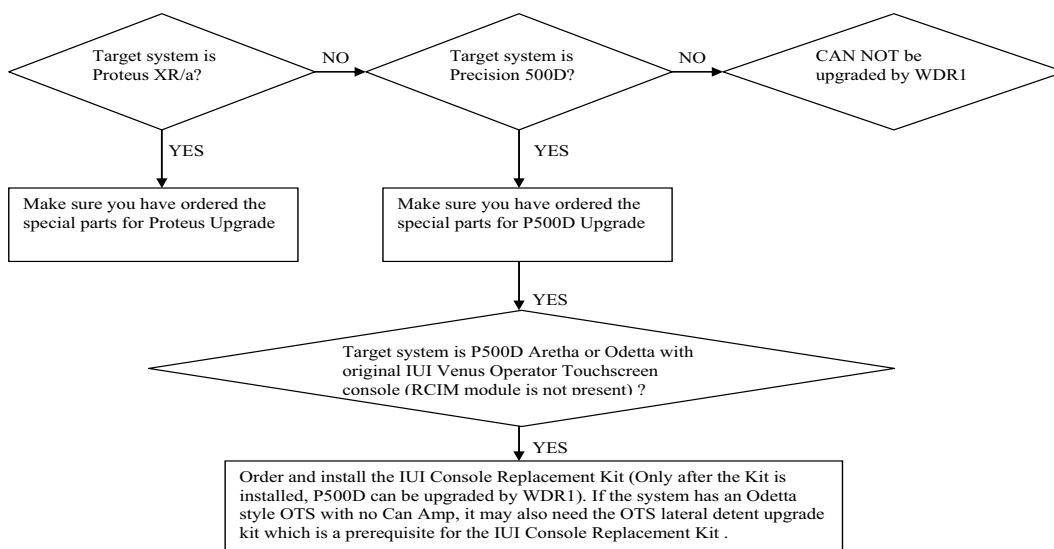 Target system is
Proteus XR/a?
NO
Target system is
Precision 500D?
NO
CAN NOT be
upgraded by WDR1
YES
YES
Make sure you have ordered the
special parts for Proteus Upgrade
Make sure you have ordered the
special parts for P500D Upgrade
YES
Target system is P500D Aretha or Odetta with
original IUI Venus Operator Touchscreen
console (RCIM module is not present) ?
YES
Order and install the IUI Console Replacement Kit (Only after the Kit is
installed, P500D can be upgraded by WDR1). If the system has an Odetta
style OTS with no Can Amp, it may also need the OTS lateral detent upgrade
kit which is a prerequisite for the IUI Console Replacement Kit .